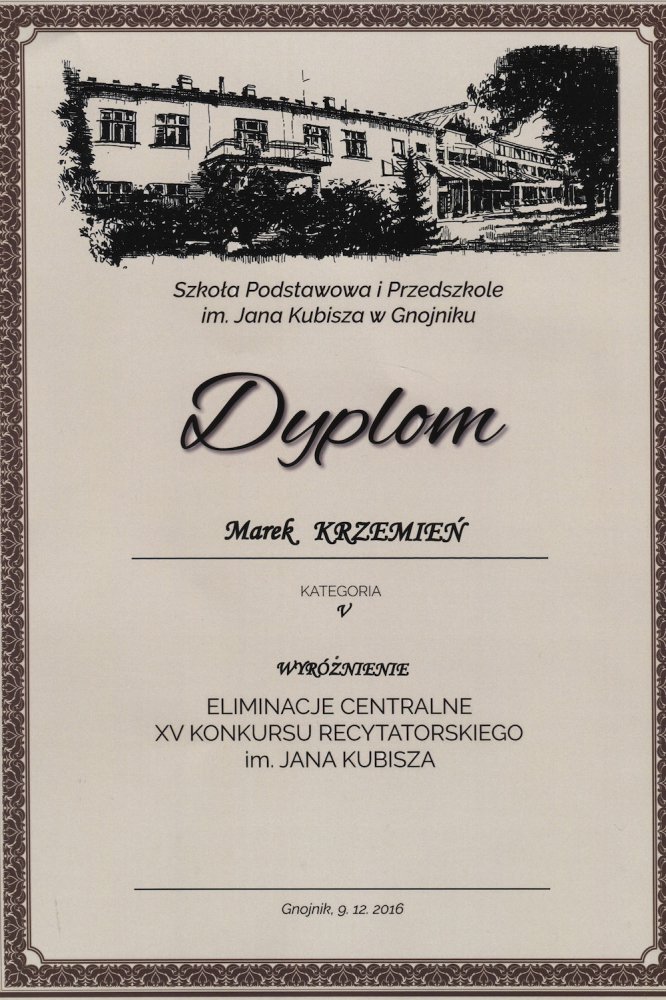 Szkoła Podstawowa i Przedszkole
im. Jana Kubisza w Gnojniku
Dyplom
Marek KRZEMIEŃ
KATEGORIA
V
WYRÓŻNIENIE
ELIMINACJE CENTRALNE
XV KONKURSU RECYTATORSKIEGO
im. JANA KUBISZA
Gnojnik, 9. 12. 2016